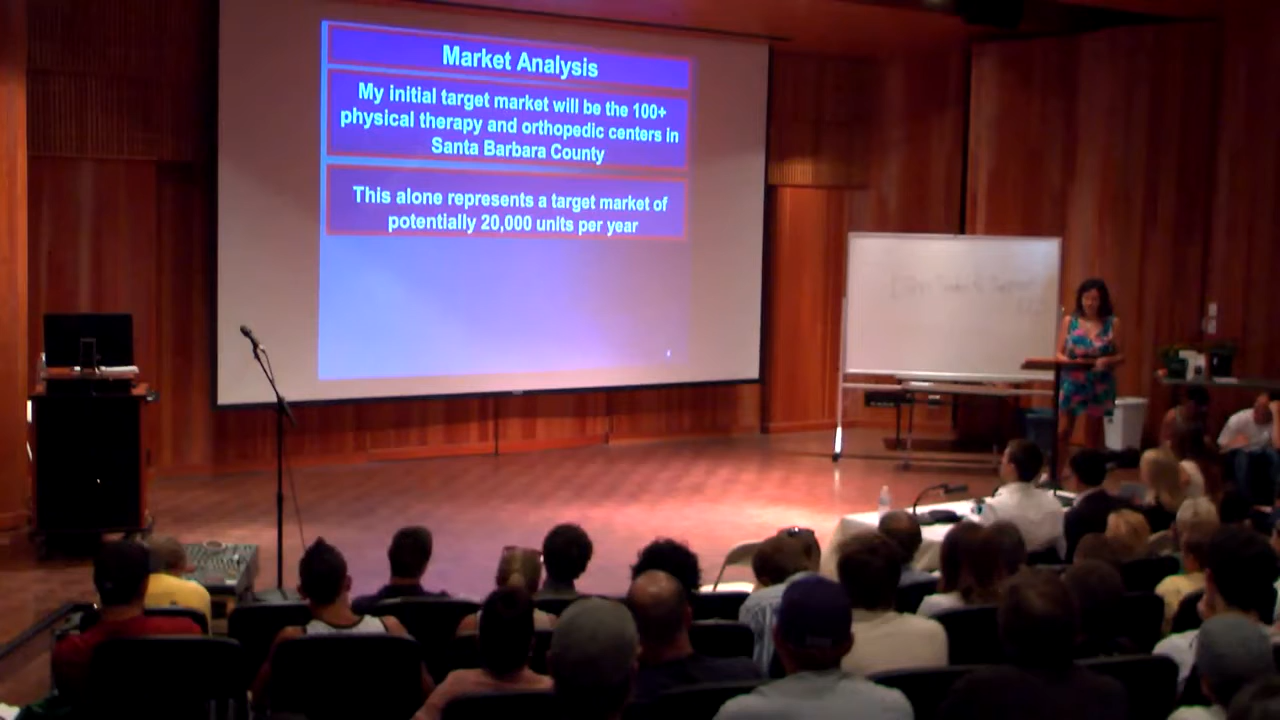 Market Analysis
My initial target market will be the 100+
physical therapy and orthopedic centers in
Santa Barbara County
This alone represents a target market of
potentially 20,000 units per year